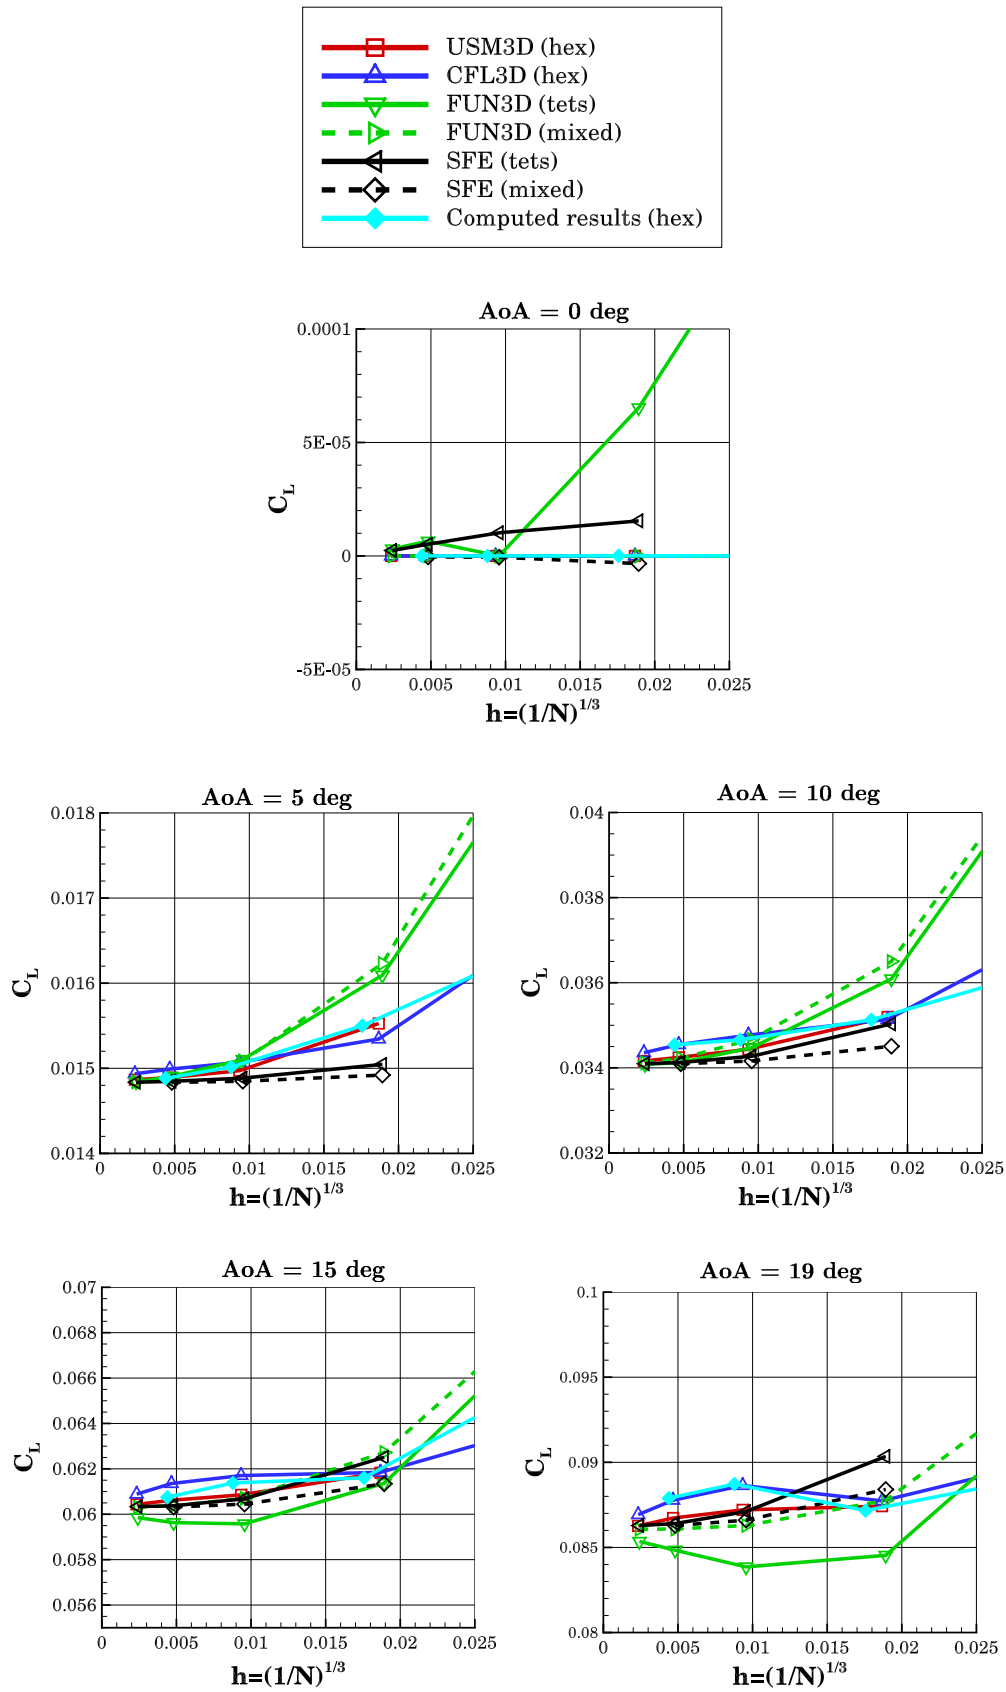 USM3D (hex)
CFL3D (hex)
FUN3D (tets)
FUN3D (mixed)
SFE (tets)
SFE (mixed)
Computed results (hex)
AoA = 0 deg
0.0001
5E-05
0
-5E-05
C_L
0 0.005 0.01 0.015 0.02 0.025
h=(1/N)^1/3
AoA = 5 deg
0.018
0.017
0.016
0.015
0.014
C_L
0 0.005 0.01 0.015 0.02 0.025
h=(1/N)^1/3
AoA = 10 deg
0.04
0.038
0.036
0.034
0.032
C_L
0 0.005 0.01 0.015 0.02 0.025
h=(1/N)^1/3
AoA = 15 deg
0.07
0.068
0.066
0.064
0.062
0.06
0.058
0.056
C_L
0 0.005 0.01 0.015 0.02 0.025
h=(1/N)^1/3
AoA = 19 deg
0.1
0.095
0.09
0.085
0.08
C_L
0 0.005 0.01 0.015 0.02 0.025
h=(1/N)^1/3